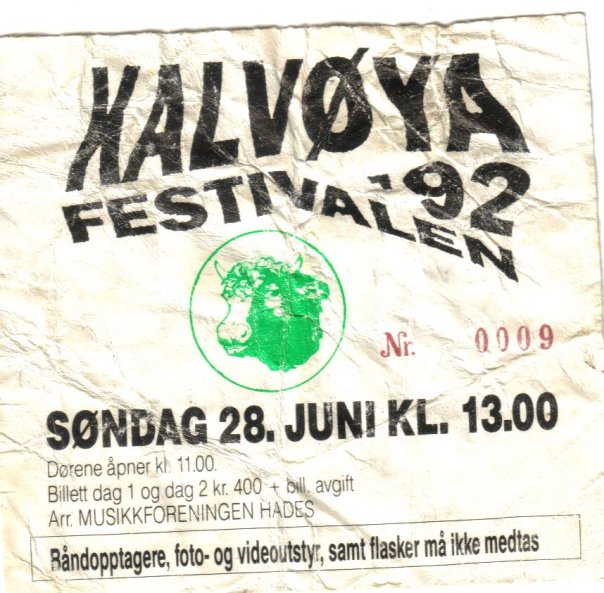 KALVØYA
FESTIVALEN '92
Nr. 0009
SØNDAG 28. JUNI KL. 13.00
Dørene åpner kl. 11.00.
Billett dag 1 og dag 2 kr. 400 + bill. avgift
Arr. MUSIKKFORENINGEN HADES
Båndopptagere, foto- og videoutstyr, samt flasker må ikke medtas